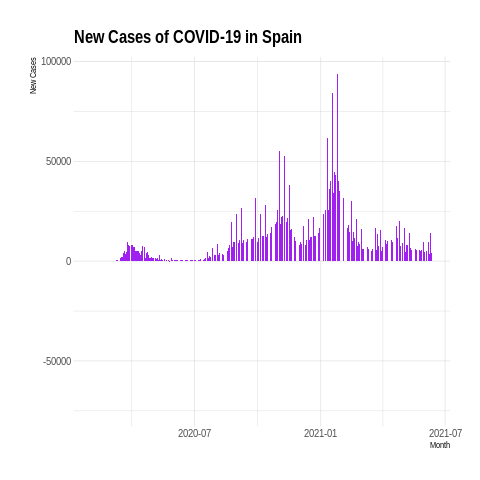 New Cases of COVID-19 in Spain
New Cases
100000
50000
0
-50000
2020-07
2021-01
2021-07
Month